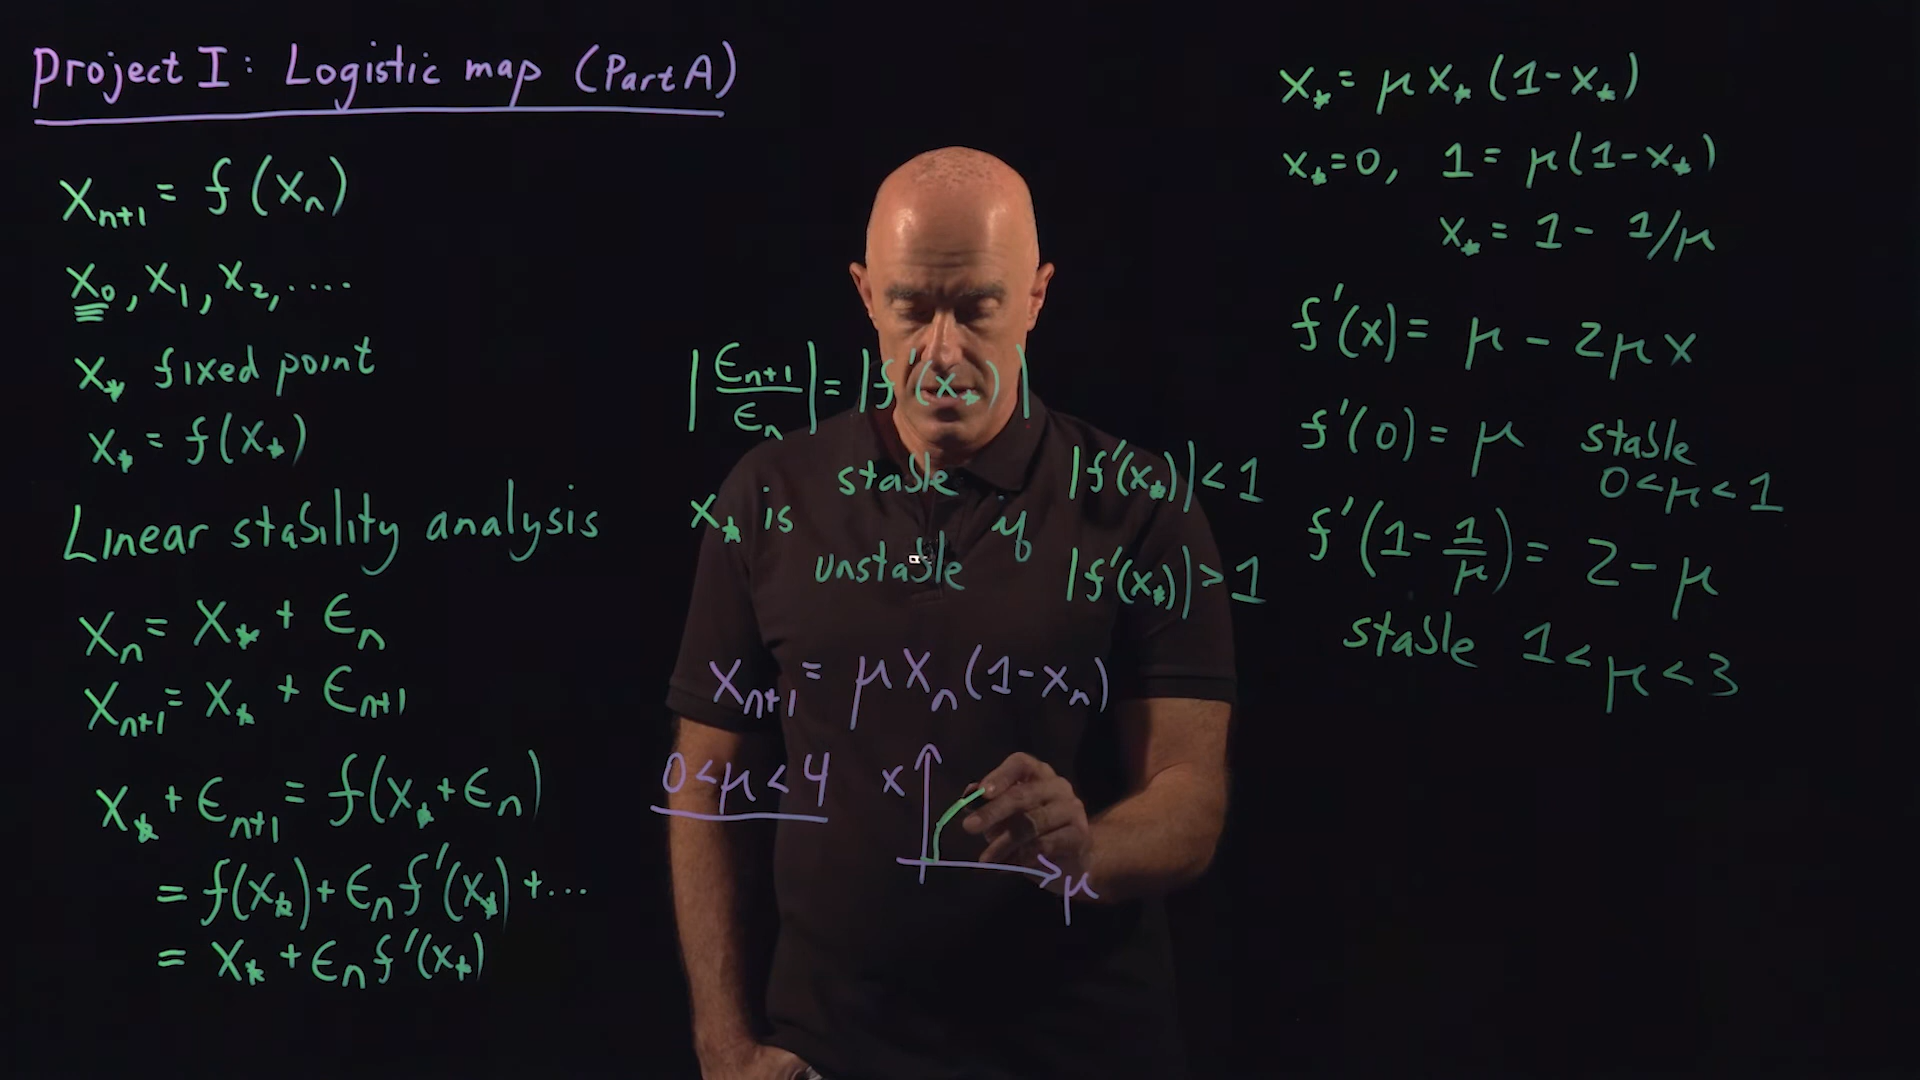 Project I: Logistic map (Part A)
Xₙ₊₁ = f(Xₙ)
X₀, X₁, X₂, ....
X⁎ fixed point
X⁎ = f(X⁎)
Linear stability analysis
Xₙ = X⁎ + ϵₙ
Xₙ₊₁ = X⁎ + ϵₙ₊₁
X⁎ + ϵₙ₊₁ = f(X⁎ + ϵₙ)
= f(X⁎) + ϵₙ f'(X⁎) + ...
= X⁎ + ϵₙ f'(X⁎)
|ϵₙ₊₁/ϵₙ| = |f'(X⁎)|
stable |f'(X⁎)| < 1
X⁎ is if
unstable |f'(X⁎)| > 1
Xₙ₊₁ = μXₙ(1-Xₙ)
0 < μ < 4
X
μ
X⁎ = μX⁎(1-X⁎)
X⁎ = 0, 1 = μ(1-X⁎)
X⁎ = 1 - 1/μ
f'(x) = μ - 2μx
f'(0) = μ stable
0 < μ < 1
f'(1 - 1/μ) = 2 - μ
stable 1 < μ < 3